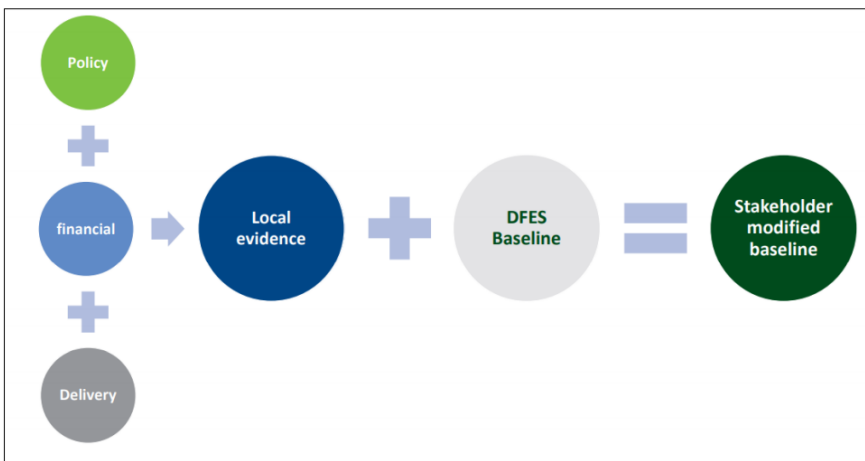 Policy
financial
Delivery
Local
evidence
DFES
Baseline
Stakeholder
modified
baseline